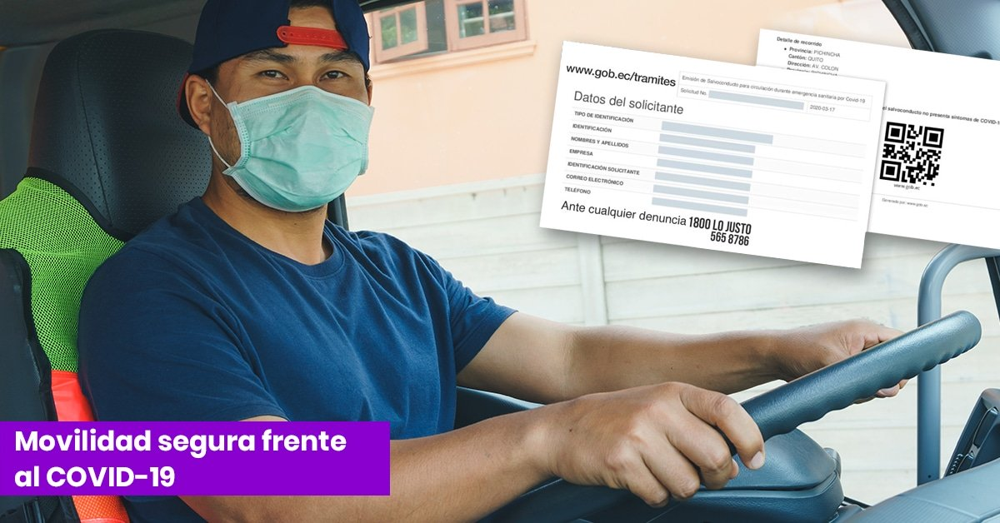 www.gob.ec/tramites
Emisión de Salvoconducto para circulación durante emergencia sanitaria por Covid-19
Solicitud No.
2020-03-17
Datos del solicitante
TIPO DE IDENTIFICACIÓN
IDENTIFICACIÓN
NOMBRES Y APELLIDOS
EMPRESA
IDENTIFICACIÓN SOLICITANTE
CORREO ELECTRÓNICO
TELÉFONO
Ante cualquier denuncia 1800 LO JUSTO
565 8786
Detalle de recorrido
Provincia: PICHINCHA
Cantón: QUITO
Dirección: AV. COLON
el salvoconducto no presenta síntomas de COVID-1
www.gob.ec
Generado por: www.gob.ec
Movilidad segura frente
al COVID-19